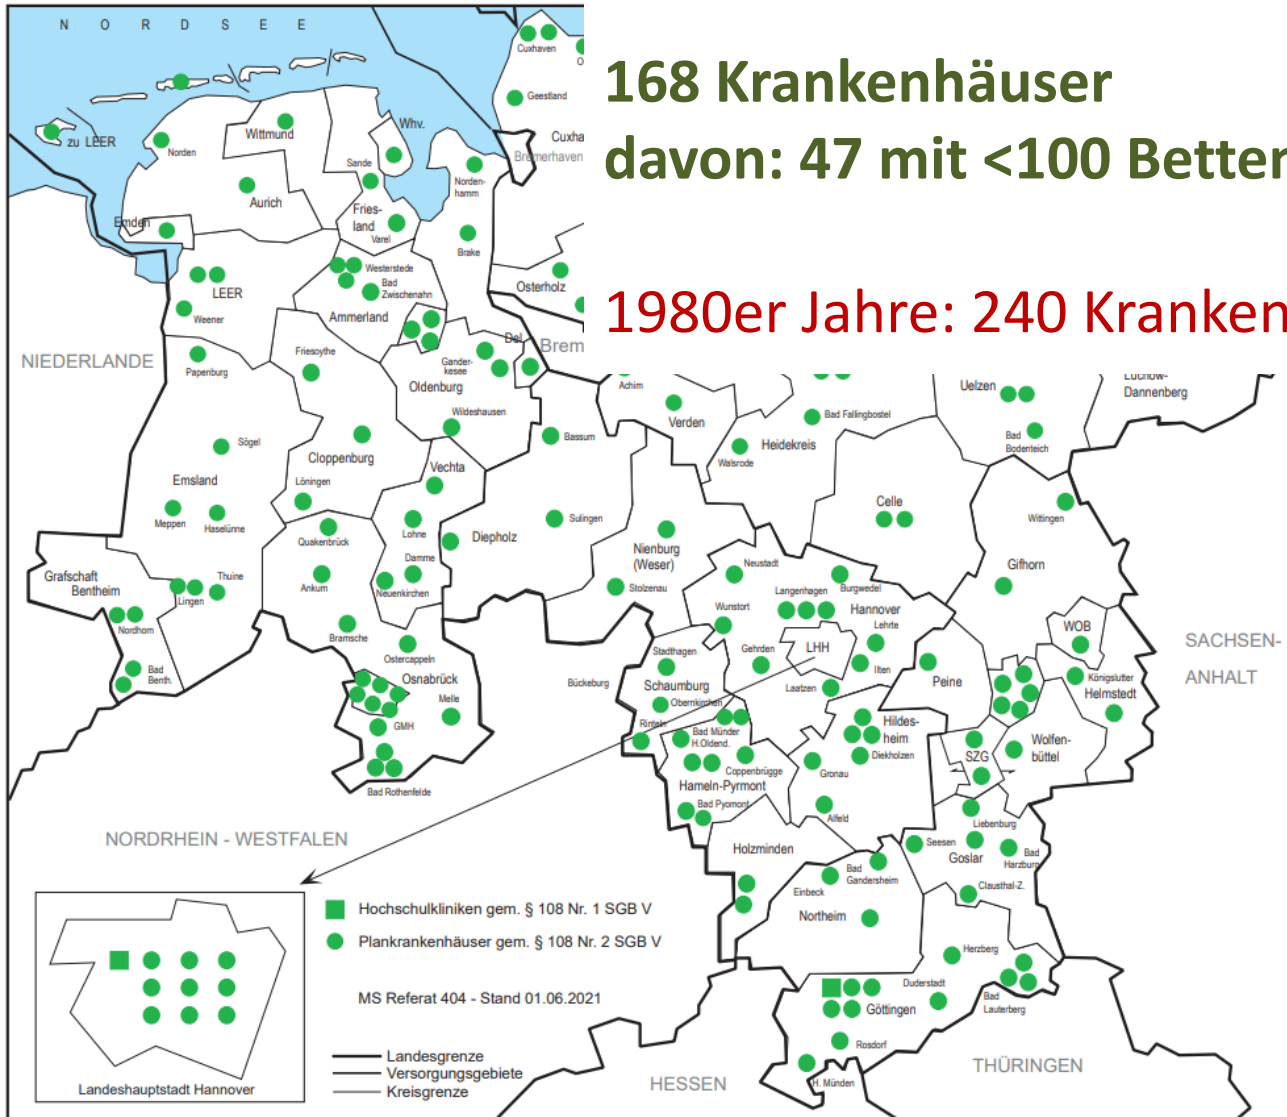 N O R D S E E
168 Krankenhäuser
davon: 47 mit <100 Better
1980er Jahre: 240 Kranken
Cuxhaven
Geestland
Cuxha
Bremerhaven
zu LEER
Norden
Wittmund
Whv.
Sande
Norden-
hamm
Aurich
Fries-
land
Varel
Emden
Brake
Westerstede
Bad
Zwischenahn
Osterholz
LEER
Weener
Ammerland
Del.
Brem
NIEDERLANDE
Papenburg
Friesoythe
Gander-
kesee
Oldenburg
Wildeshausen
Achim
Verden
Bad Fallingbostel
Heidekreis
Walsrode
Uelzen
Bad
Bodenteich
Lüchow-
Dannenberg
Sögel
Cloppenburg
Vechta
Bassum
Emsland
Löningen
Meppen
Haselünne
Quakenbrück
Lohne
Damme
Diepholz
Sulingen
Nienburg
(Weser)
Stolzenau
Celle
Wittingen
Gifhorn
Grafschaft
Bentheim
Thuine
Lingen
Ankum
Neuenkirchen
Nordhorn
Bad
Benth.
Bramsche
Ostercappeln
Osnabrück
Melle
GMH
Bad Rothenfelde
Neustadt
Burgwedel
Langenhagen
Hannover
Wunstort
Lehrte
Gehrden
LHH
Ilten
Laatzen
Peine
WOB
Königslutter
Helmstedt
SACHSEN-
ANHALT
Stadthagen
Bückeburg
Schaumburg
Obernkirchen
Rinteln
Bad Münder
H.Oldend.
Coppenbrügge
Hameln-Pyrmont
Bad Pyomont
Hildes-
heim
Diekholzen
Gronau
Alfeld
SZG
Wolfen-
büttel
Liebenburg
Seesen
Goslar
Bad
Harzburg
Clausthal-Z.
NORDRHEIN - WESTFALEN
Holzminden
Einbeck
Bad
Gandersheim
Northeim
Herzberg
Duderstadt
Bad
Lauterberg
Göttingen
Rosdorf
H. Münden
HESSEN
THÜRINGEN
Hochschulkliniken gem. § 108 Nr. 1 SGB V
Plankrankenhäuser gem. § 108 Nr. 2 SGB V
MS Referat 404 - Stand 01.06.2021
Landesgrenze
Versorgungsgebiete
Kreisgrenze
Landeshauptstadt Hannover